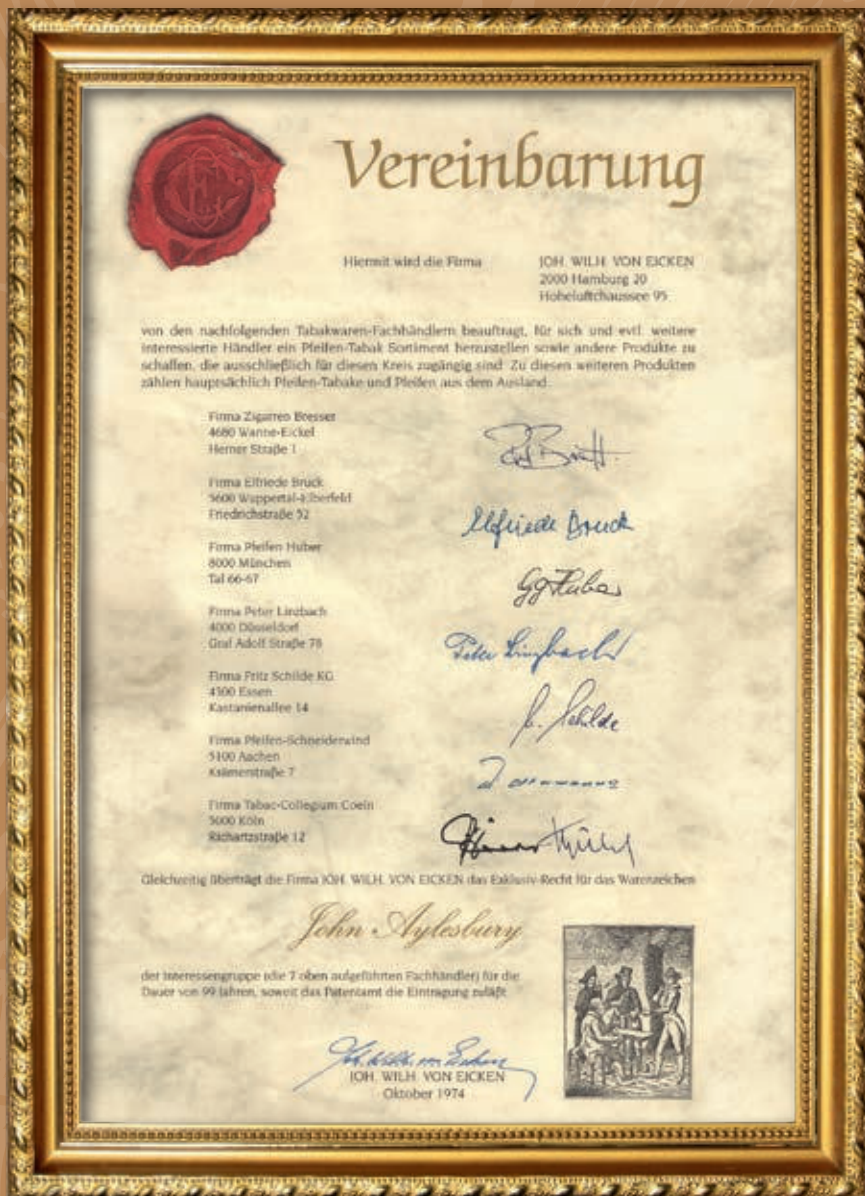 Vereinbarung
Hiermit wird die Firma JOH. WILH. VON EICKEN
2000 Hamburg 20
Hoheluftchaussee 95
von den nachfolgenden Tabakwaren-Fachhändlern beauftragt, für sich und evtl. weitere
interessierte Händler ein Pfeifen-Tabak Sortiment herzustellen sowie andere Produkte zu
schaffen, die ausschließlich für diesen Kreis zugängig sind. Zu diesen weiteren Produkten
zählen hauptsächlich Pfeifen-Tabake und Pfeifen aus dem Ausland.
Firma Zigarren Bresser
4680 Wanne-Eickel
Herner Straße 1
Firma Elfriede Bruck
5600 Wuppertal-Elberfeld
Friedrichstraße 52
Elfriede Bruck
Firma Pfeifen Huber
8000 München
Tal 66-67
Gg Huber
Firma Peter Linzbach
4000 Düsseldorf
Graf Adolf Straße 78
Peter Linzbach
Firma Fritz Schilde KG
4300 Essen
Kastanienallee 14
Schilde
Firma Pfeifen-Schneiderwind
5100 Aachen
Krämerstraße 7
Firma Tabac-Collegium Coeln
5000 Köln
Richartzstraße 12
Gleichzeitig überträgt die Firma JOH. WILH. VON EICKEN das Exklusiv-Recht für das Warenzeichen
John Aylesbury
der Interessengruppe (die 7 oben aufgeführten Fachhändler) für die
Dauer von 99 Jahren, soweit das Patentamt die Eintragung zuläßt.
Joh. Wilh. von Eicken
JOH. WILH. VON EICKEN
Oktober 1974